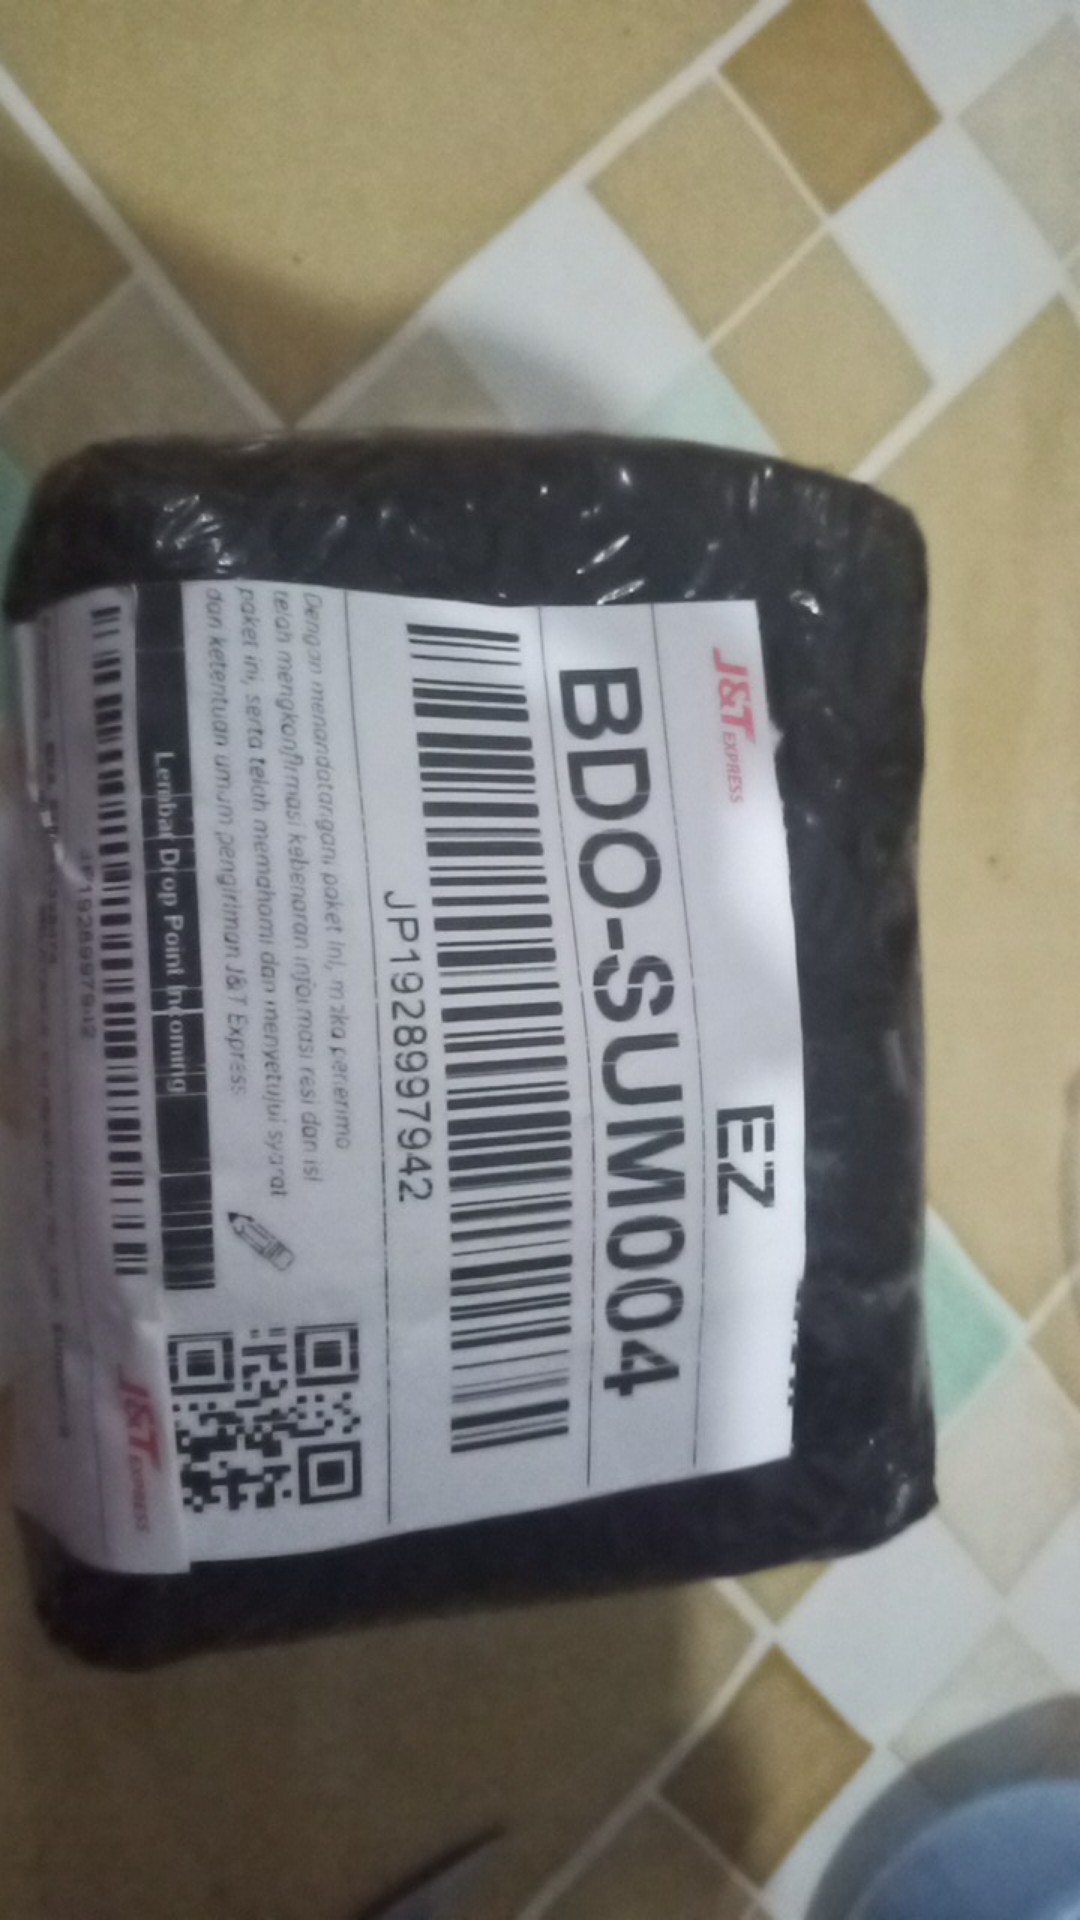 J&T EXPRESS
EZ
BDO-SUM004
JP1928997942
Dengan menandatangani paket ini, maka penerima
telah mengkonfirmasi kebenaran informasi resi dan isi
paket ini, serta telah memahami dan menyetujui syarat
dan ketentuan umum pengiriman J&T Express
Lembar Drop Point Incoming
J&T EXPRESS
JP1928997942